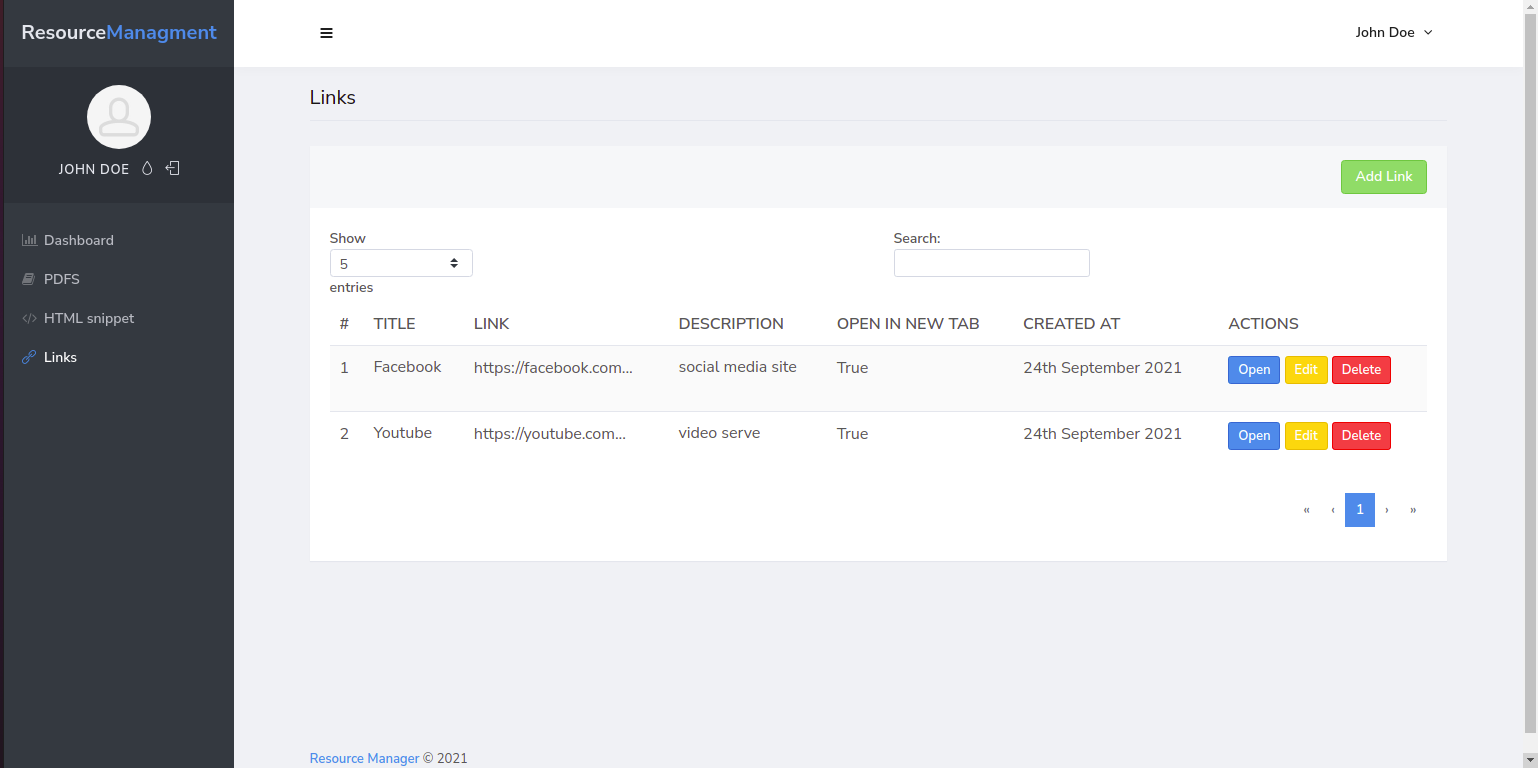 ResourceManagment
John Doe
JOHN DOE
Dashboard
PDFS
HTML snippet
Links
Links
Add Link
Show
5
entries
Search:
# TITLE LINK DESCRIPTION OPEN IN NEW TAB CREATED AT ACTIONS
1 Facebook https://facebook.com... social media site True 24th September 2021 Open Edit Delete
2 Youtube https://youtube.com... video serve True 24th September 2021 Open Edit Delete
« ‹ 1 › »
Resource Manager © 2021